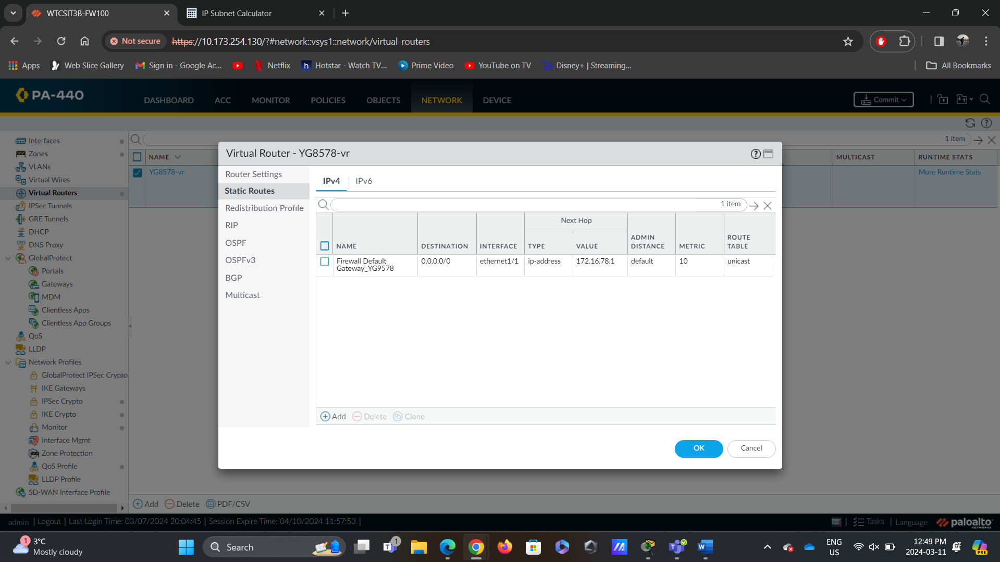 WTCSIT3B-FW100
IP Subnet Calculator
Not secure
https://10.173.254.130/?#network::vsys1::network/virtual-routers
Apps
Web Slice Gallery
Sign in - Google Ac...
Netflix
Hotstar - Watch TV...
Prime Video
YouTube on TV
Disney+ | Streaming...
All Bookmarks
PA-440
DASHBOARD
ACC
MONITOR
POLICIES
OBJECTS
NETWORK
DEVICE
Commit
Interfaces
Zones
VLANs
Virtual Wires
Virtual Routers
IPSec Tunnels
GRE Tunnels
DHCP
DNS Proxy
GlobalProtect
Portals
Gateways
MDM
Clientless Apps
Clientless App Groups
QoS
LLDP
Network Profiles
GlobalProtect IPSec Crypto
IKE Gateways
IPSec Crypto
IKE Crypto
Monitor
Interface Mgmt
Zone Protection
QoS Profile
LLDP Profile
SD-WAN Interface Profile
1 item
NAME
MULTICAST
RUNTIME STATS
YG8578-vr
More Runtime Stats
Virtual Router - YG8578-vr
Router Settings
Static Routes
Redistribution Profile
RIP
OSPF
OSPFv3
BGP
Multicast
IPv4
IPv6
1 item
Next Hop
NAME
DESTINATION
INTERFACE
TYPE
VALUE
ADMIN
DISTANCE
METRIC
ROUTE
TABLE
Firewall Default
Gateway_YG9578
0.0.0.0/0
ethernet1/1
ip-address
172.16.78.1
default
10
unicast
Add
Delete
Clone
OK
Cancel
Add
Delete
PDF/CSV
admin | Logout | Last Login Time: 03/07/2024 20:04:45 | Session Expire Time: 04/10/2024 11:57:53 |
Tasks | Language
paloalto
NETWORKS
1
3°C
Mostly cloudy
Search
1
ENG
US
12:49 PM
2024-03-11
PRE